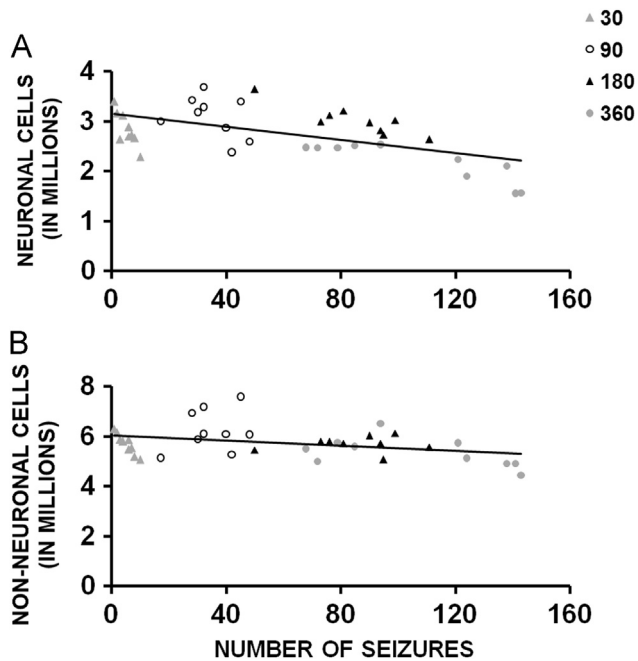 30
90
180
360
A
NEURONAL CELLS
(IN MILLIONS)
4
3
2
1
0
0 40 80 120 160
B
NON-NEURONAL CELLS
(IN MILLIONS)
8
6
4
2
0
0 40 80 120 160
NUMBER OF SEIZURES